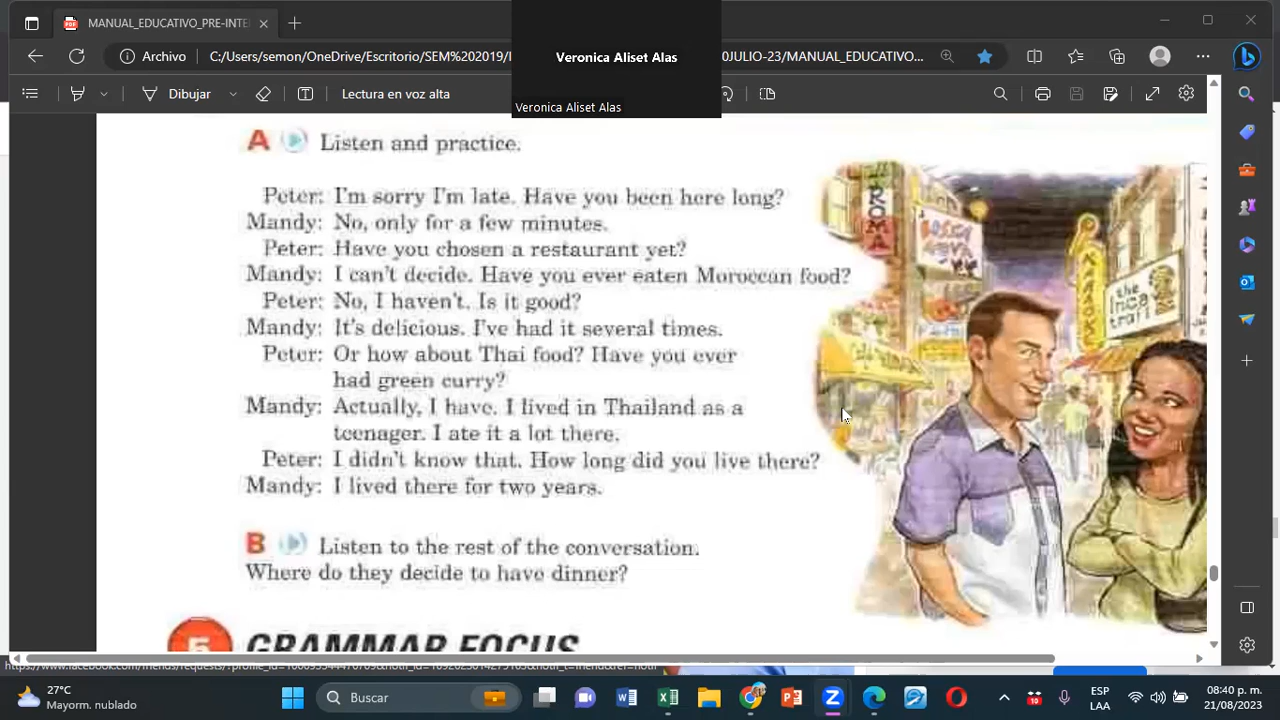 MANUAL_EDUCATIVO_PRE-INTE
Veronica Aliset Alas
Archivo
C:/Users/semon/OneDrive/Escritorio/SEM%202019/
0JULIO-23/MANUAL_EDUCATIVO...
Dibujar
Lectura en voz alta
Veronica Aliset Alas
A Listen and practice.
Peter: I'm sorry I'm late. Have you been here long?
Mandy: No, only for a few minutes.
Peter: Have you chosen a restaurant yet?
Mandy: I can't decide. Have you ever eaten Moroccan food?
Peter: No, I haven't. Is it good?
Mandy: It's delicious. I've had it several times.
Peter: Or how about Thai food? Have you ever
had green curry?
Mandy: Actually, I have. I lived in Thailand as a
teenager. I ate it a lot there.
Peter: I didn't know that. How long did you live there?
Mandy: I lived there for two years.
ROMA
KARAOK
the
Inca
trail
B Listen to the rest of the conversation.
Where do they decide to have dinner?
5 GRAMMAR FOCUS
27°C
Mayorm. nublado
Buscar
10
ESP
LAA
08:40 p. m.
21/08/2023